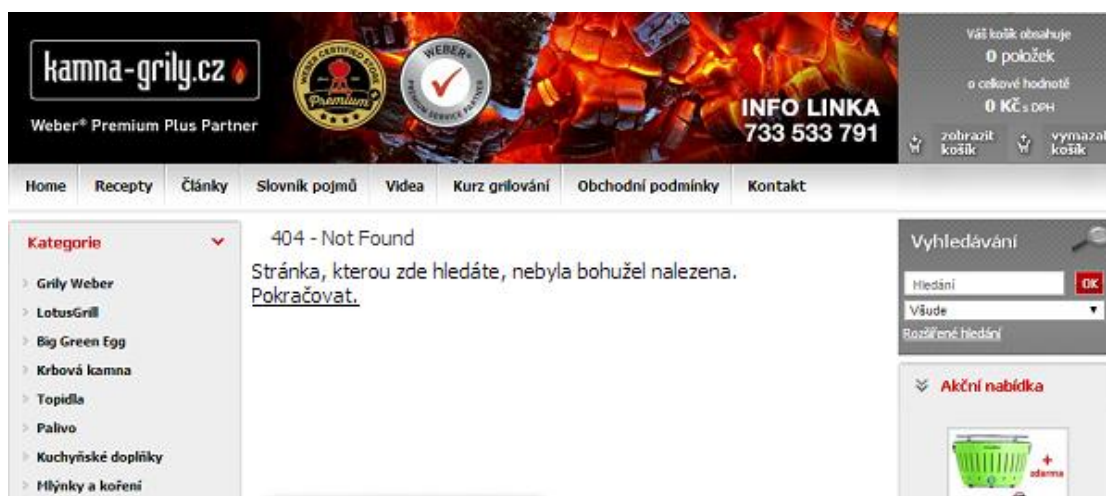 kamna-grily.cz
Weber® Premium Plus Partner
WEBER CERTIFIED STORE
Premium
WEBER®
PREMIUM SERVICE PARTNER
INFO LINKA
733 533 791
Váš košík obsahuje
0 položek
o celkové hodnotě
0 Kč s DPH
zobrazit košík
vymazat košík
Home Recepty Články Slovník pojmů Videa Kurz grilování Obchodní podmínky Kontakt
Kategorie
Grily Weber
LotusGrill
Big Green Egg
Krbová kamna
Topidla
Palivo
Kuchyňské doplňky
Mlýnky a koření
404 - Not Found
Stránka, kterou zde hledáte, nebyla bohužel nalezena.
Pokračovat.
Vyhledávání
Hledání OK
Všude
Rozšířené hledání
Akční nabídka
+
zdarma